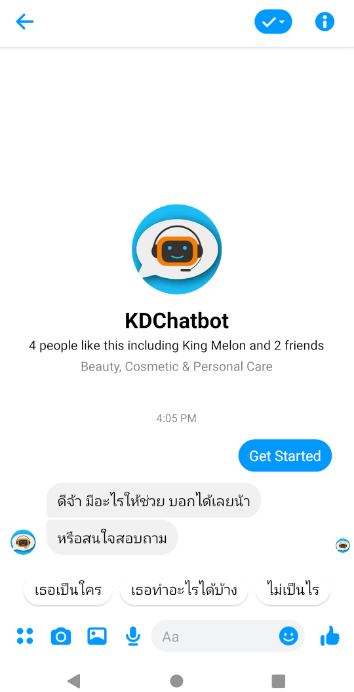 KDChatbot
4 people like this including King Melon and 2 friends
Beauty, Cosmetic & Personal Care
4:05 PM
Get Started
ดีจ้า มีอะไรให้ช่วย บอกได้เลยน้า
หรือสนใจสอบถาม
เธอเป็นใคร เธอทำอะไรได้บ้าง ไม่เป็นไร
Aa